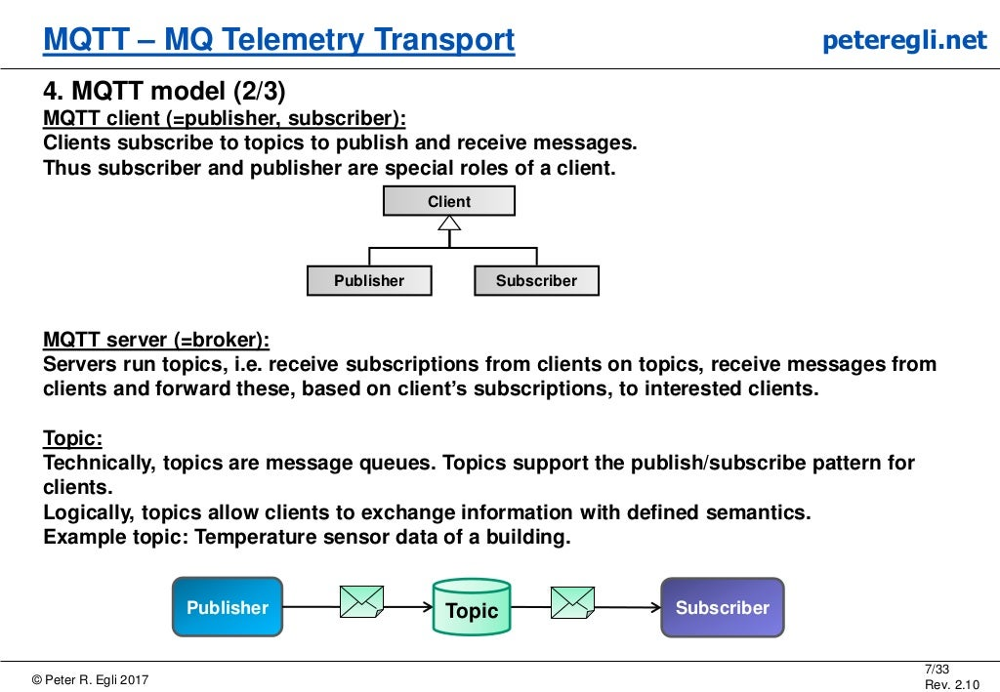 MQTT – MQ Telemetry Transport
peteregli.net
4. MQTT model (2/3)
MQTT client (=publisher, subscriber):
Clients subscribe to topics to publish and receive messages.
Thus subscriber and publisher are special roles of a client.
Client
Publisher
Subscriber
MQTT server (=broker):
Servers run topics, i.e. receive subscriptions from clients on topics, receive messages from
clients and forward these, based on client’s subscriptions, to interested clients.
Topic:
Technically, topics are message queues. Topics support the publish/subscribe pattern for
clients.
Logically, topics allow clients to exchange information with defined semantics.
Example topic: Temperature sensor data of a building.
Publisher
Topic
Subscriber
© Peter R. Egli 2017
7/33
Rev. 2.10